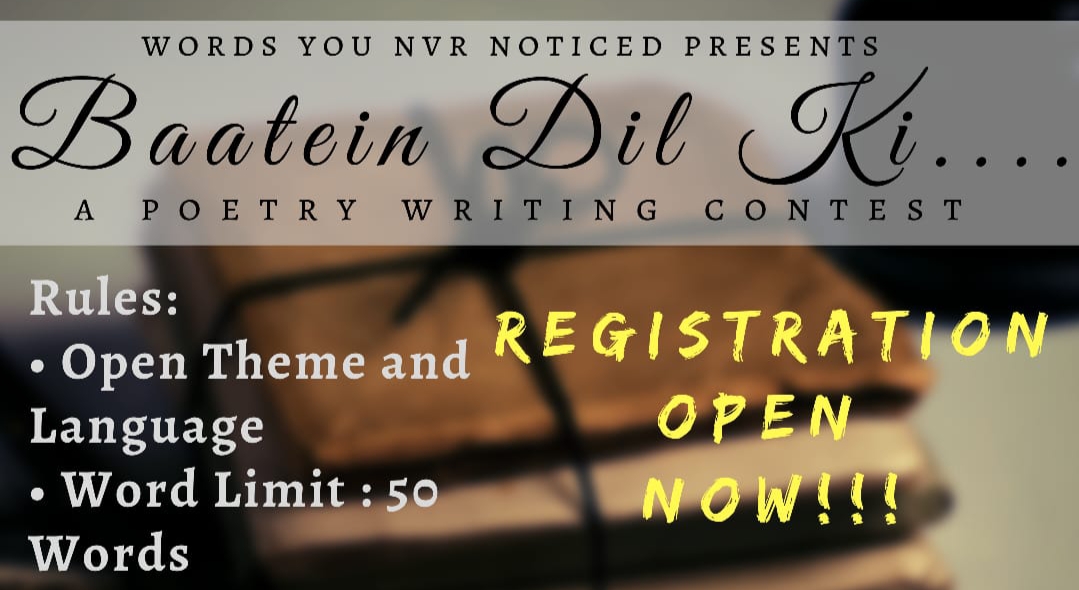 WORDS YOU NVR NOTICED PRESENTS
Baatein Dil Ki....
A POETRY WRITING CONTEST
Rules:
• Open Theme and
Language
• Word Limit : 50
Words
REGISTRATION
OPEN
NOW!!!